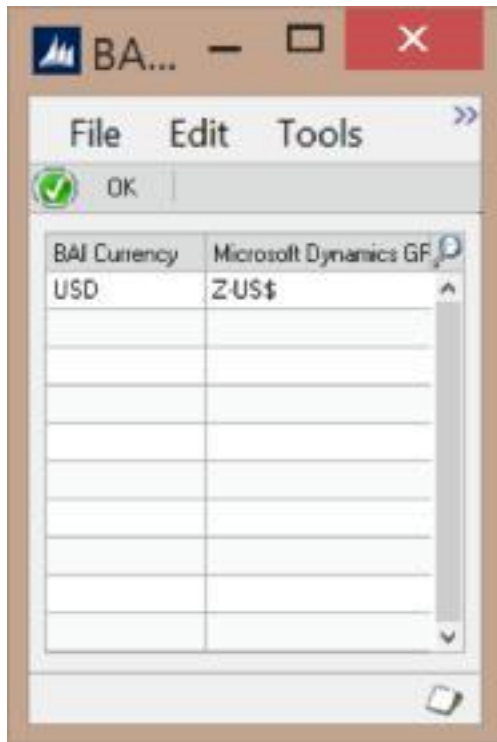 BA...
File Edit Tools
OK
BAI Currency Microsoft Dynamics GP
USD Z-US$